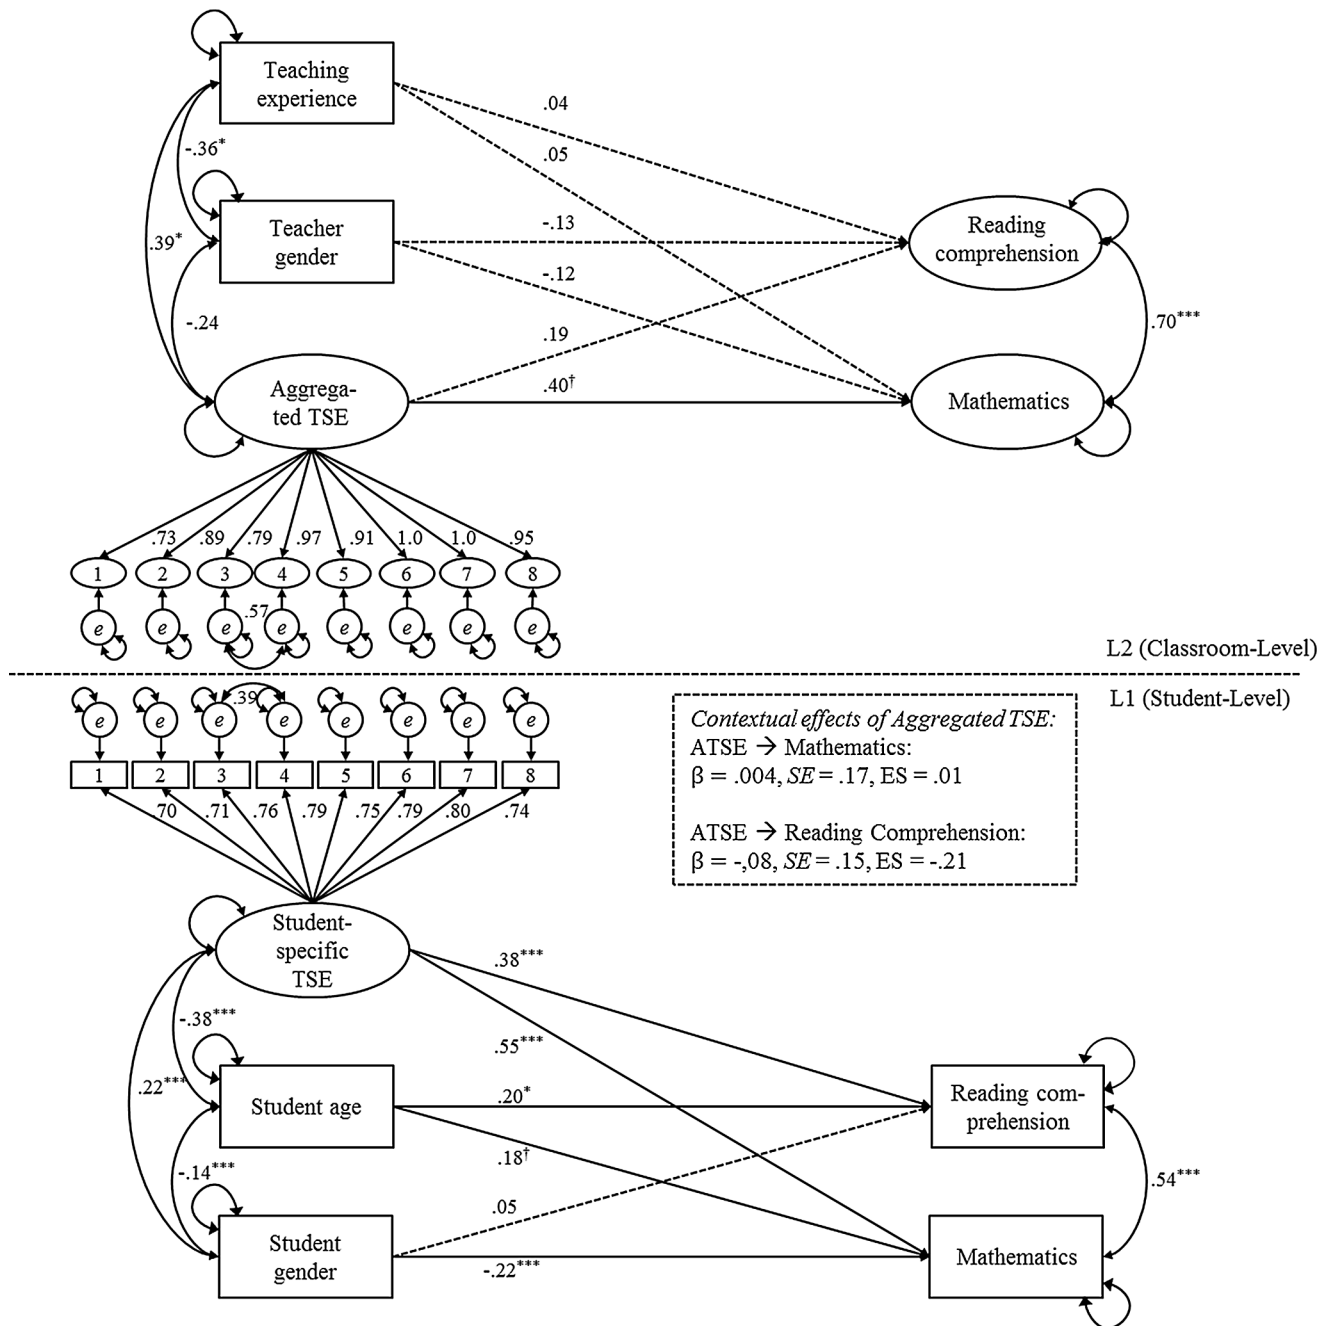 Teaching
experience
.04
.05
-.36*
Teacher
gender
-.13
-.12
Reading
comprehension
.39*
-.24
.19
.70***
Aggrega-
ted TSE
.40†
Mathematics
.73 .89 .79 .97 .91 1.0 1.0 .95
1 2 3 4 5 6 7 8
.57
e e e e e e e e
L2 (Classroom-Level)
L1 (Student-Level)
.39
e e e e e e e e
1 2 3 4 5 6 7 8
.70 .71 .76 .79 .75 .79 .80 .74
Contextual effects of Aggregated TSE:
ATSE → Mathematics:
β = .004, SE = .17, ES = .01
ATSE → Reading Comprehension:
β = -,08, SE = .15, ES = -.21
Student-
specific
TSE
.38***
-.38***
.55***
.22***
Student age
.20*
Reading com-
prehension
.18†
-.14***
.54***
.05
Student
gender
-.22***
Mathematics